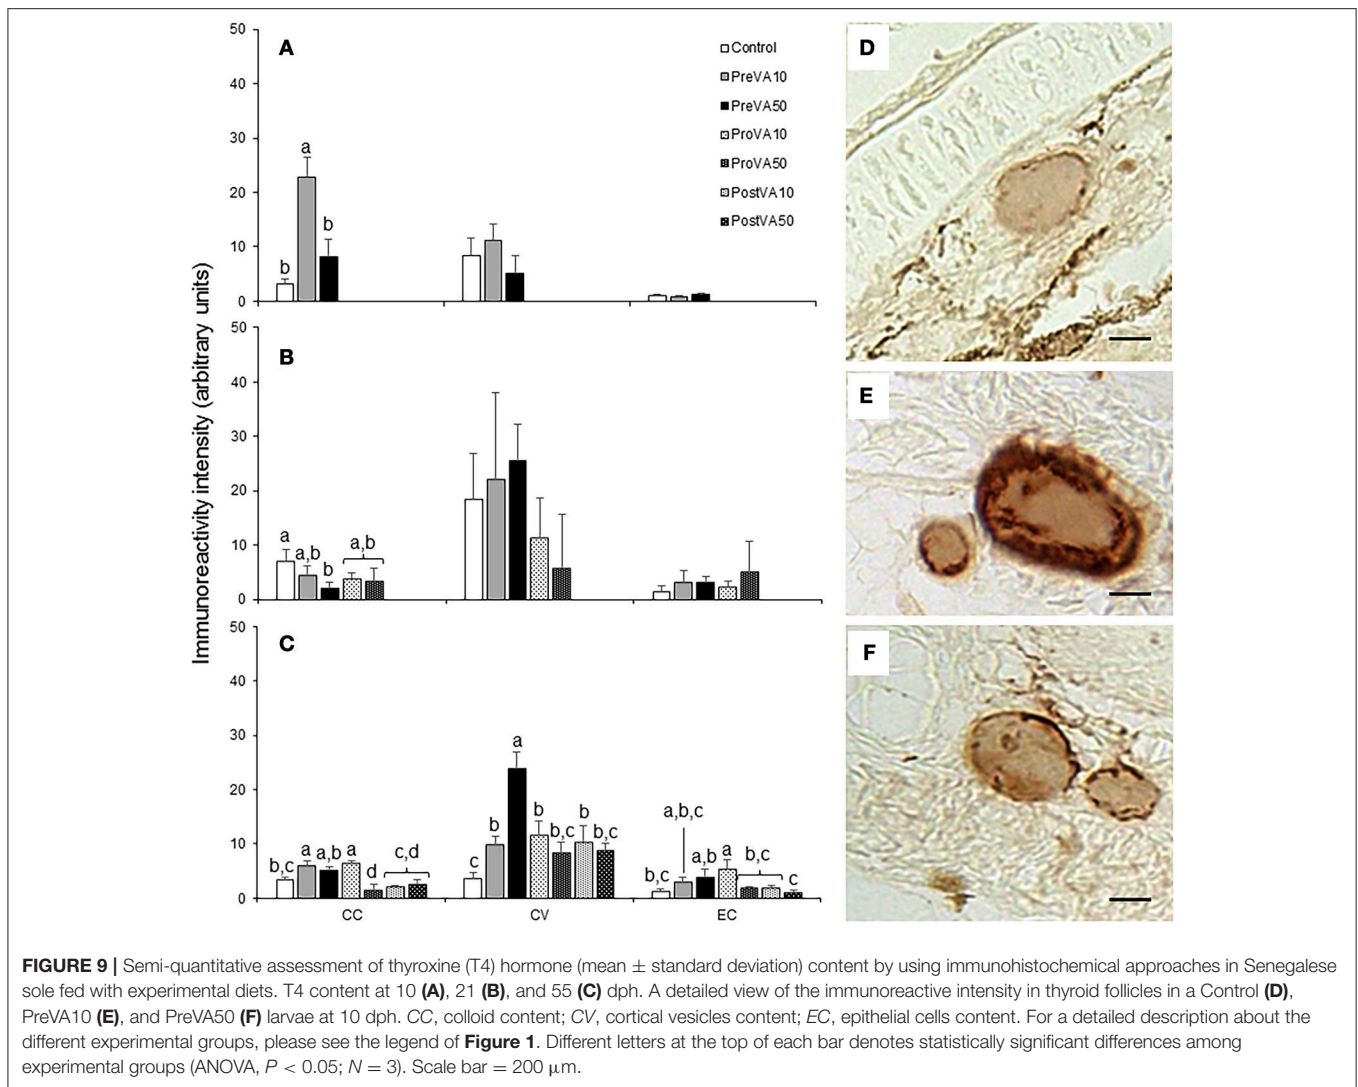 Immunoreactivity intensity (arbitrary units)
A
50
40
30
20
10
0
b
a
b
Control
PreVA10
PreVA50
ProVA10
ProVA50
PostVA10
PostVA50
B
50
40
30
20
10
0
a
a,b
b
a,b
C
50
40
30
20
10
0
b,c
a
a,b
a
d
c,d
c
b
a
b
b,c
b
b,c
b,c
a,b,c
a,b
a
b,c
c
CC
CV
EC
D
E
F
FIGURE 9 | Semi-quantitative assessment of thyroxine (T4) hormone (mean ± standard deviation) content by using immunohistochemical approaches in Senegalese
sole fed with experimental diets. T4 content at 10 (A), 21 (B), and 55 (C) dph. A detailed view of the immunoreactive intensity in thyroid follicles in a Control (D),
PreVA10 (E), and PreVA50 (F) larvae at 10 dph. CC, colloid content; CV, cortical vesicles content; EC, epithelial cells content. For a detailed description about the
different experimental groups, please see the legend of Figure 1. Different letters at the top of each bar denotes statistically significant differences among
experimental groups (ANOVA, P < 0.05; N = 3). Scale bar = 200 μm.